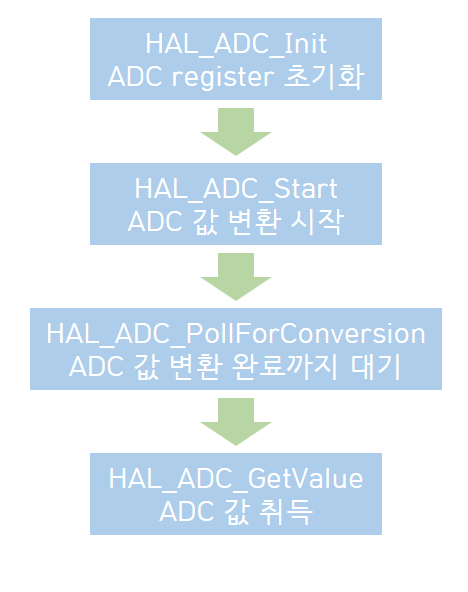 HAL_ADC_Init
ADC register 초기화
HAL_ADC_Start
ADC 값 변환 시작
HAL_ADC_PollForConversion
ADC 값 변환 완료까지 대기
HAL_ADC_GetValue
ADC 값 취득